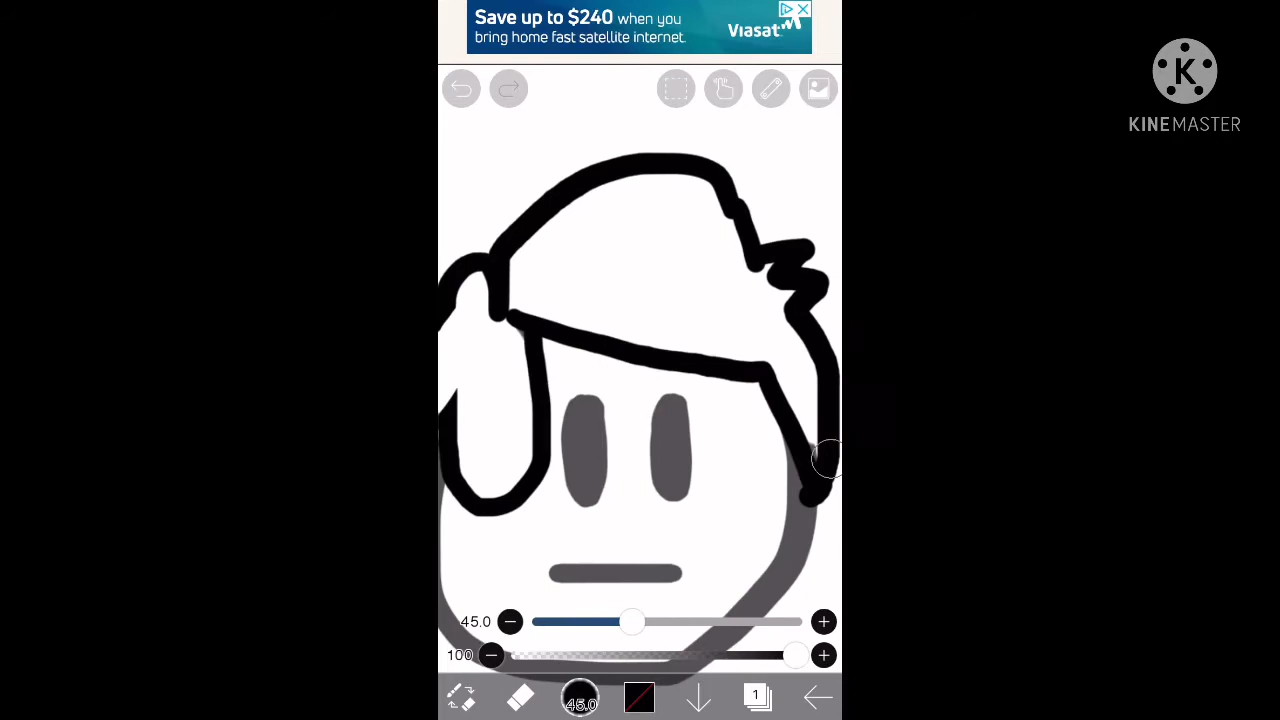 Save up to $240 when you
bring home fast satellite internet.
Viasat
KINEMASTER
K
45.0
100
45.0
1